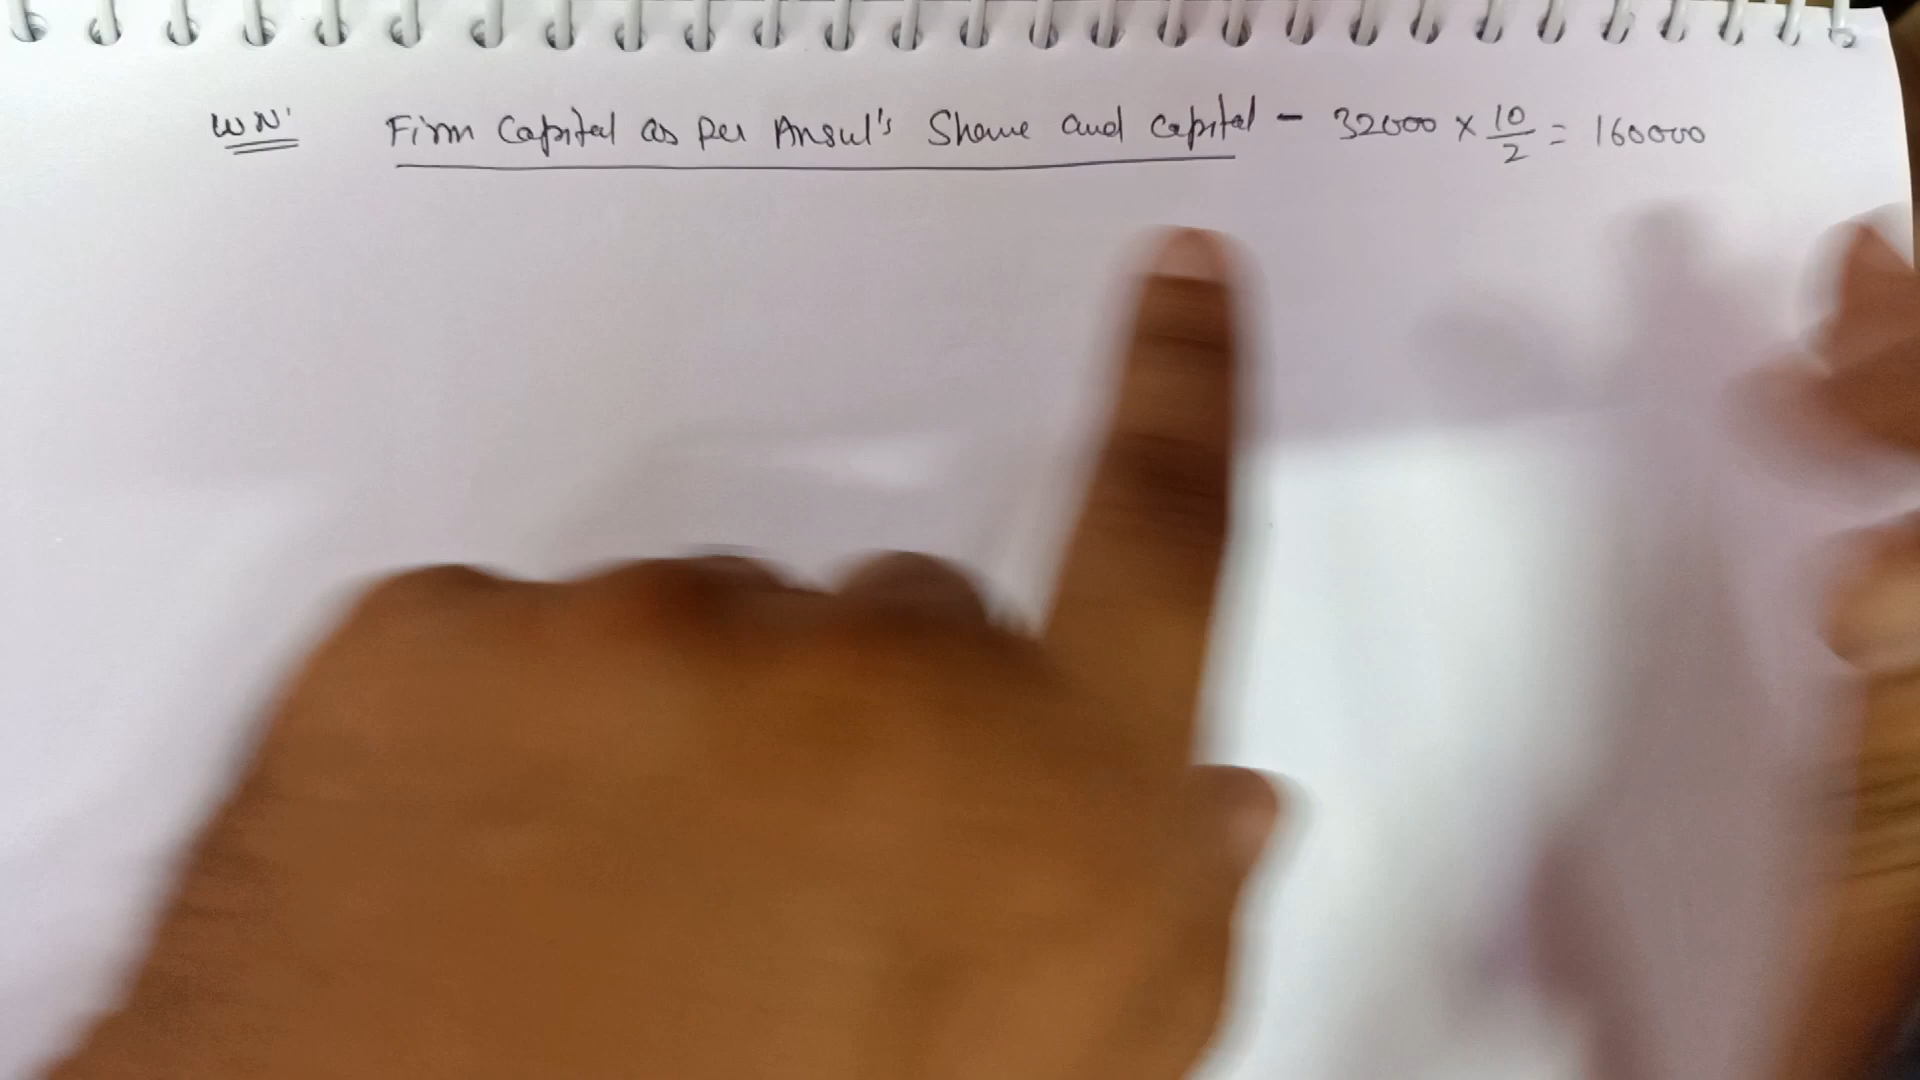 WN' Firm Capital as per Ansul's Share and capital - 32000 × 10/2 = 160000